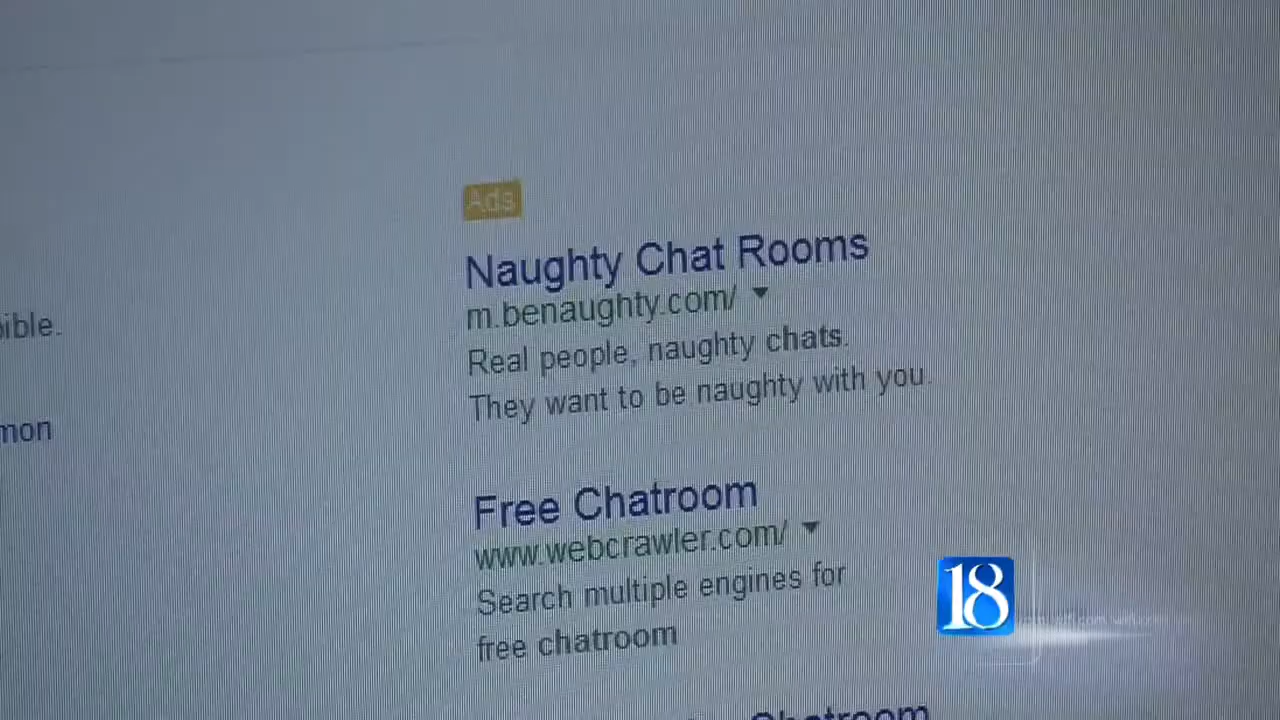 Ads
Naughty Chat Rooms
m.benaughty.com/
Real people, naughty chats.
They want to be naughty with you.
ible.
mon
Free Chatroom
www.webcrawler.com/
Search multiple engines for
free chatroom
18
Chatroom